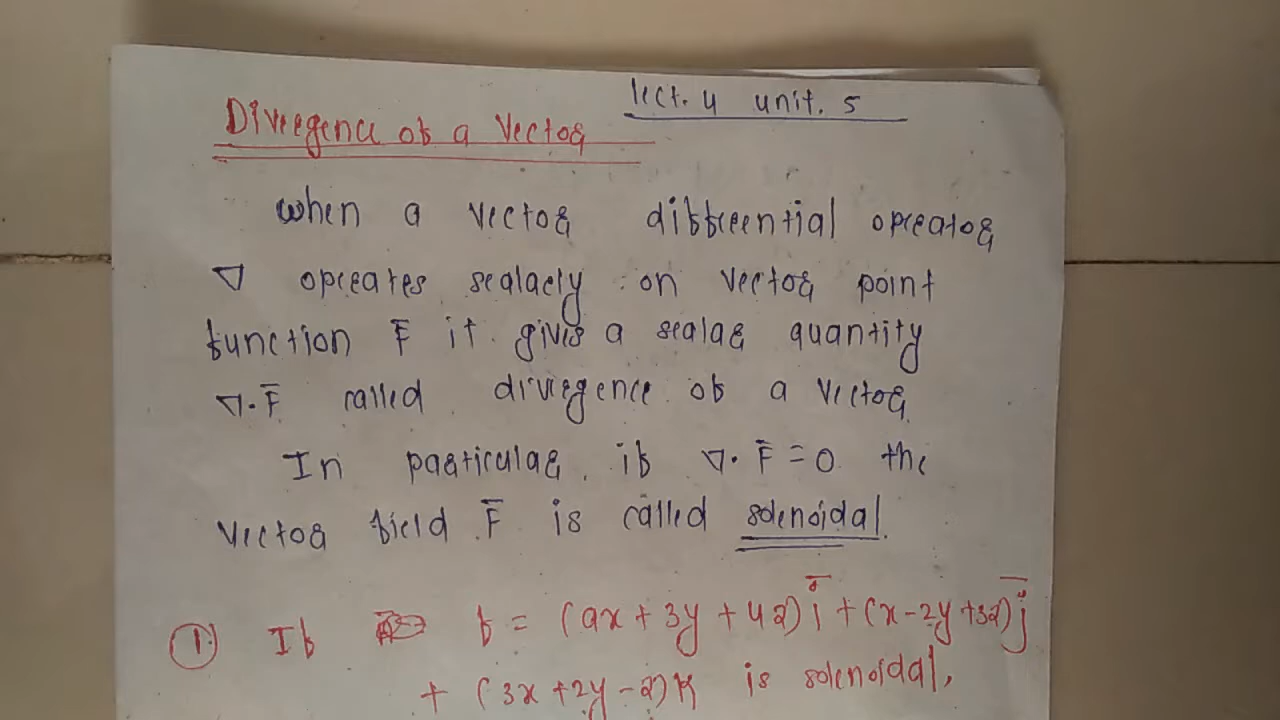 lect. 4 unit. 5
Divergence of a Vector
When a vector differential operator
∇ operates scalarly on vector point
function F̄ it gives a scalar quantity
∇·F̄ called divergence of a vector
In particular if ∇·F̄ = 0 the
vector field F̄ is called solenoidal.
① If f = (ax + 3y + 4z) i̅ + (x - 2y + 3z) j̅
+ (3x + 2y - z) k is solenoidal,